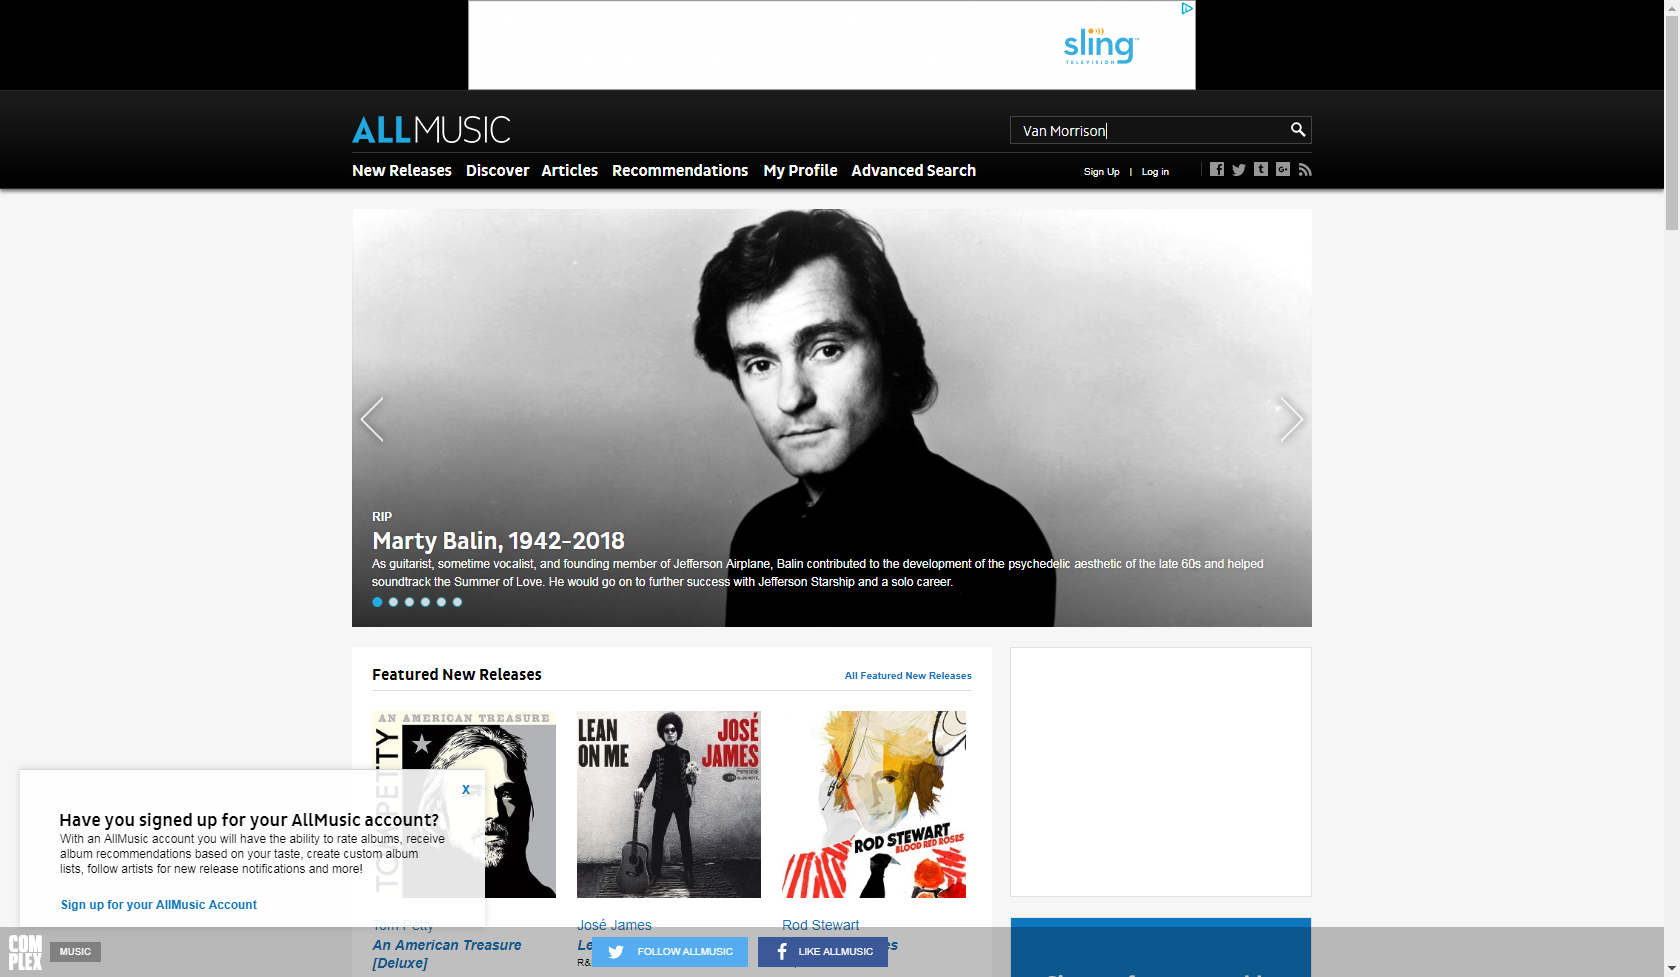 sling
TELEVISION
ALLMUSIC
Van Morrison
New Releases Discover Articles Recommendations My Profile Advanced Search
Sign Up | Log in
RIP
Marty Balin, 1942-2018
As guitarist, sometime vocalist, and founding member of Jefferson Airplane, Balin contributed to the development of the psychedelic aesthetic of the late 60s and helped
soundtrack the Summer of Love. He would go on to further success with Jefferson Starship and a solo career.
Featured New Releases
All Featured New Releases
AN AMERICAN TREASURE
TOM PETTY
LEAN
ON ME
JOSÉ
JAMES
ROD STEWART
BLOOD RED ROSES
X
Have you signed up for your AllMusic account?
With an AllMusic account you will have the ability to rate albums, receive
album recommendations based on your taste, create custom album
lists, follow artists for new release notifications and more!
Sign up for your AllMusic Account
Tom Petty
An American Treasure
[Deluxe]
José James
Rod Stewart
COM
PLEX
MUSIC
FOLLOW ALLMUSIC
LIKE ALLMUSIC